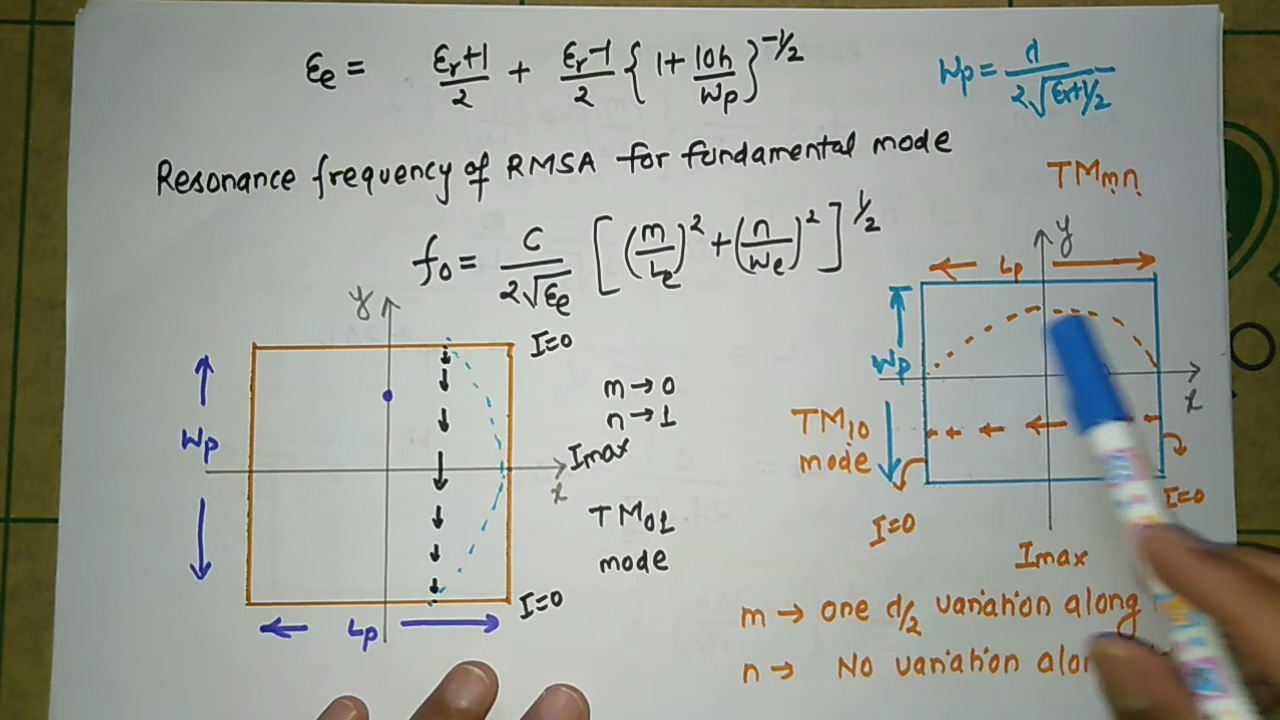 εe = εr+1/2 + εr-1/2 {1+ 10h/Wp}^-1/2
Wp = d/2√εr+1/2
Resonance frequency of RMSA for fundamental mode
TMmn
f0 = C/2√εe [(m/Le)^2 + (n/We)^2]^1/2
y
Lp
I=0
Wp
x
m→0
n→1
TM10
mode
Wp
Imax
x
I=0
I=0
TM01
mode
Imax
I=0
Lp
m → one d/2 variation along
n → No variation